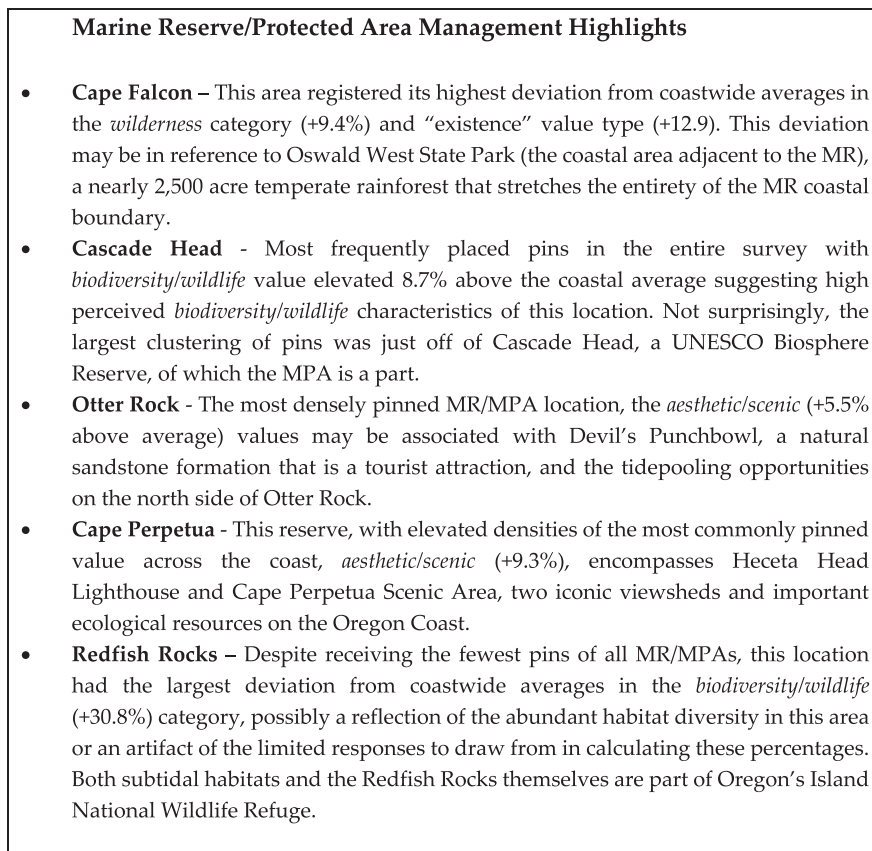 Marine Reserve/Protected Area Management Highlights
• Cape Falcon – This area registered its highest deviation from coastwide averages in
the wilderness category (+9.4%) and “existence” value type (+12.9). This deviation
may be in reference to Oswald West State Park (the coastal area adjacent to the MR),
a nearly 2,500 acre temperate rainforest that stretches the entirety of the MR coastal
boundary.
• Cascade Head - Most frequently placed pins in the entire survey with
biodiversity/wildlife value elevated 8.7% above the coastal average suggesting high
perceived biodiversity/wildlife characteristics of this location. Not surprisingly, the
largest clustering of pins was just off of Cascade Head, a UNESCO Biosphere
Reserve, of which the MPA is a part.
• Otter Rock - The most densely pinned MR/MPA location, the aesthetic/scenic (+5.5%
above average) values may be associated with Devil’s Punchbowl, a natural
sandstone formation that is a tourist attraction, and the tidepooling opportunities
on the north side of Otter Rock.
• Cape Perpetua - This reserve, with elevated densities of the most commonly pinned
value across the coast, aesthetic/scenic (+9.3%), encompasses Heceta Head
Lighthouse and Cape Perpetua Scenic Area, two iconic viewsheds and important
ecological resources on the Oregon Coast.
• Redfish Rocks – Despite receiving the fewest pins of all MR/MPAs, this location
had the largest deviation from coastwide averages in the biodiversity/wildlife
(+30.8%) category, possibly a reflection of the abundant habitat diversity in this area
or an artifact of the limited responses to draw from in calculating these percentages.
Both subtidal habitats and the Redfish Rocks themselves are part of Oregon’s Island
National Wildlife Refuge.